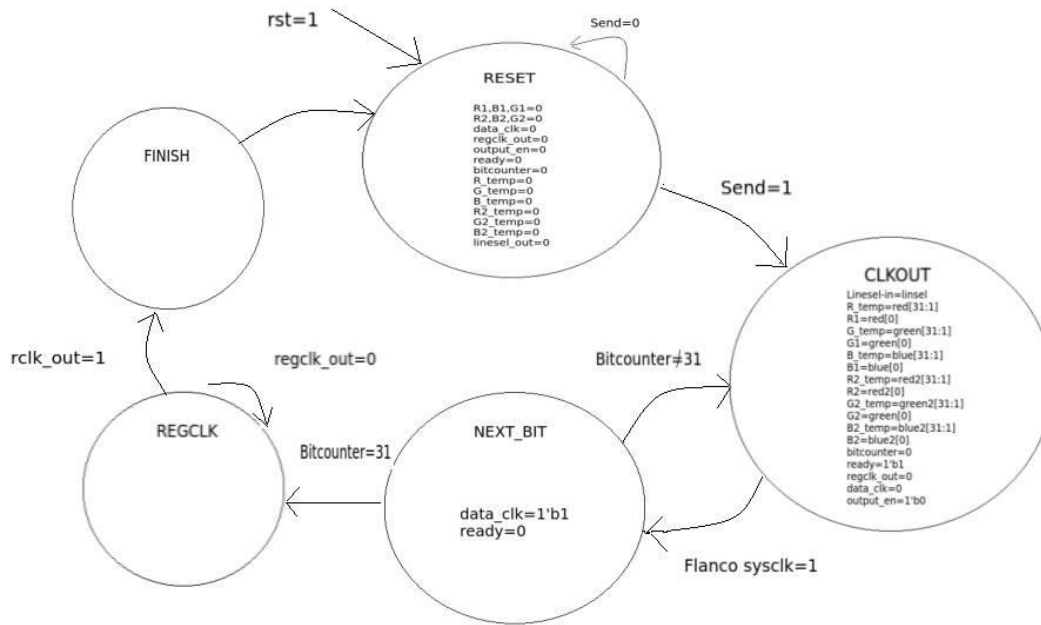 rst=1
Send=0
RESET
R1,B1,G1=0
R2,B2,G2=0
data_clk=0
regclk_out=0
output_en=0
ready=0
bitcounter=0
R_temp=0
G_temp=0
B_temp=0
R2_temp=0
G2_temp=0
B2_temp=0
linesel_out=0
FINISH
Send=1
CLKOUT
Linesel-in=linsel
R_temp=red[31:1]
R1=red[0]
G_temp=green[31:1]
G1=green[0]
B_temp=blue[31:1]
B1=blue[0]
R2_temp=red2[31:1]
R2=red2[0]
G2_temp=green2[31:1]
G2=green[0]
B2_temp=blue2[31:1]
B2=blue2[0]
bitcounter=0
ready=1'b1
regclk_out=0
data_clk=0
output_en=1'b0
rclk_out=1
regclk_out=0
Bitcounter≠31
REGCLK
Bitcounter=31
NEXT_BIT
data_clk=1'b1
ready=0
Flanco sysclk=1